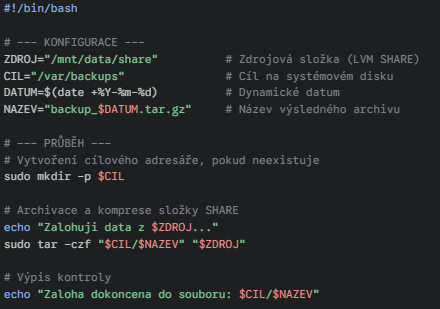 #!/bin/bash

# --- KONFIGURACE ---
ZDROJ="/mnt/data/share"          # Zdrojová složka (LVM SHARE)
CIL="/var/backups"               # Cíl na systémovém disku
DATUM=$(date +%Y-%m-%d)          # Dynamické datum
NAZEV="backup_$DATUM.tar.gz"     # Název výsledného archivu

# --- PRŮBĚH ---
# Vytvoření cílového adresáře, pokud neexistuje
sudo mkdir -p $CIL

# Archivace a komprese složky SHARE
echo "Zalohuji data z $ZDROJ..."
sudo tar -czf "$CIL/$NAZEV" "$ZDROJ"

# Výpis kontroly
echo "Zaloha dokoncena do souboru: $CIL/$NAZEV"